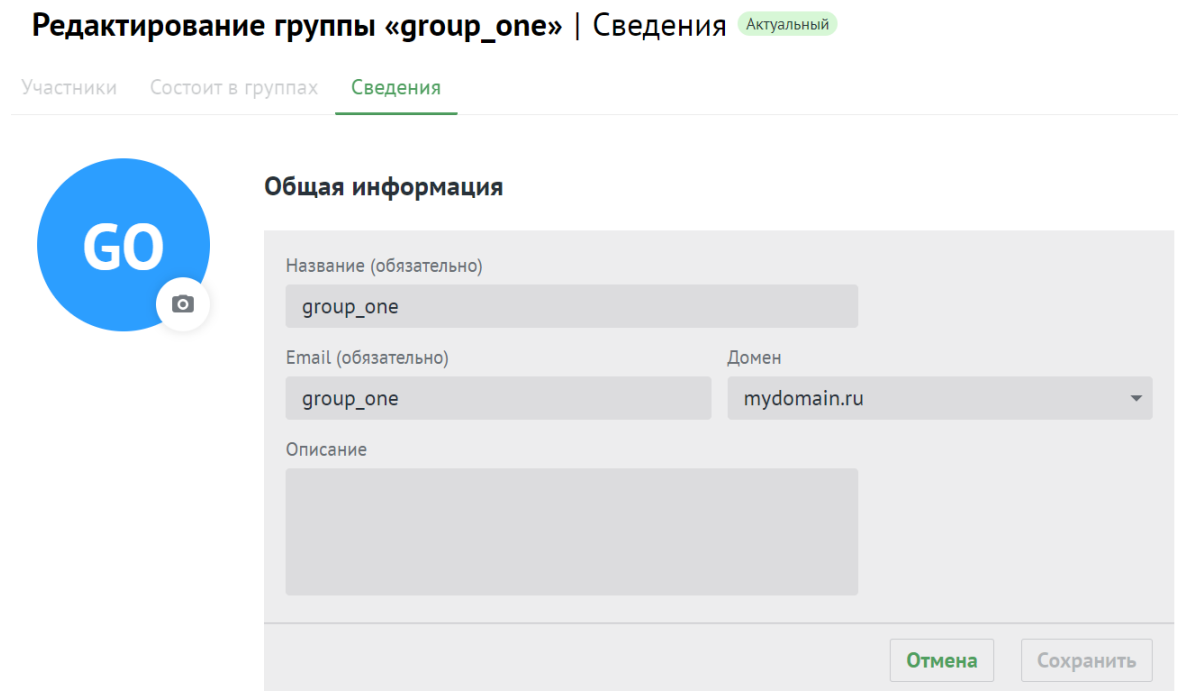 Редактирование группы «group_one» | Сведения Актуальный
Участники Состоит в группах Сведения
GO
Общая информация
Название (обязательно)
group_one
Email (обязательно) Домен
group_one mydomain.ru
Описание
Отмена Сохранить